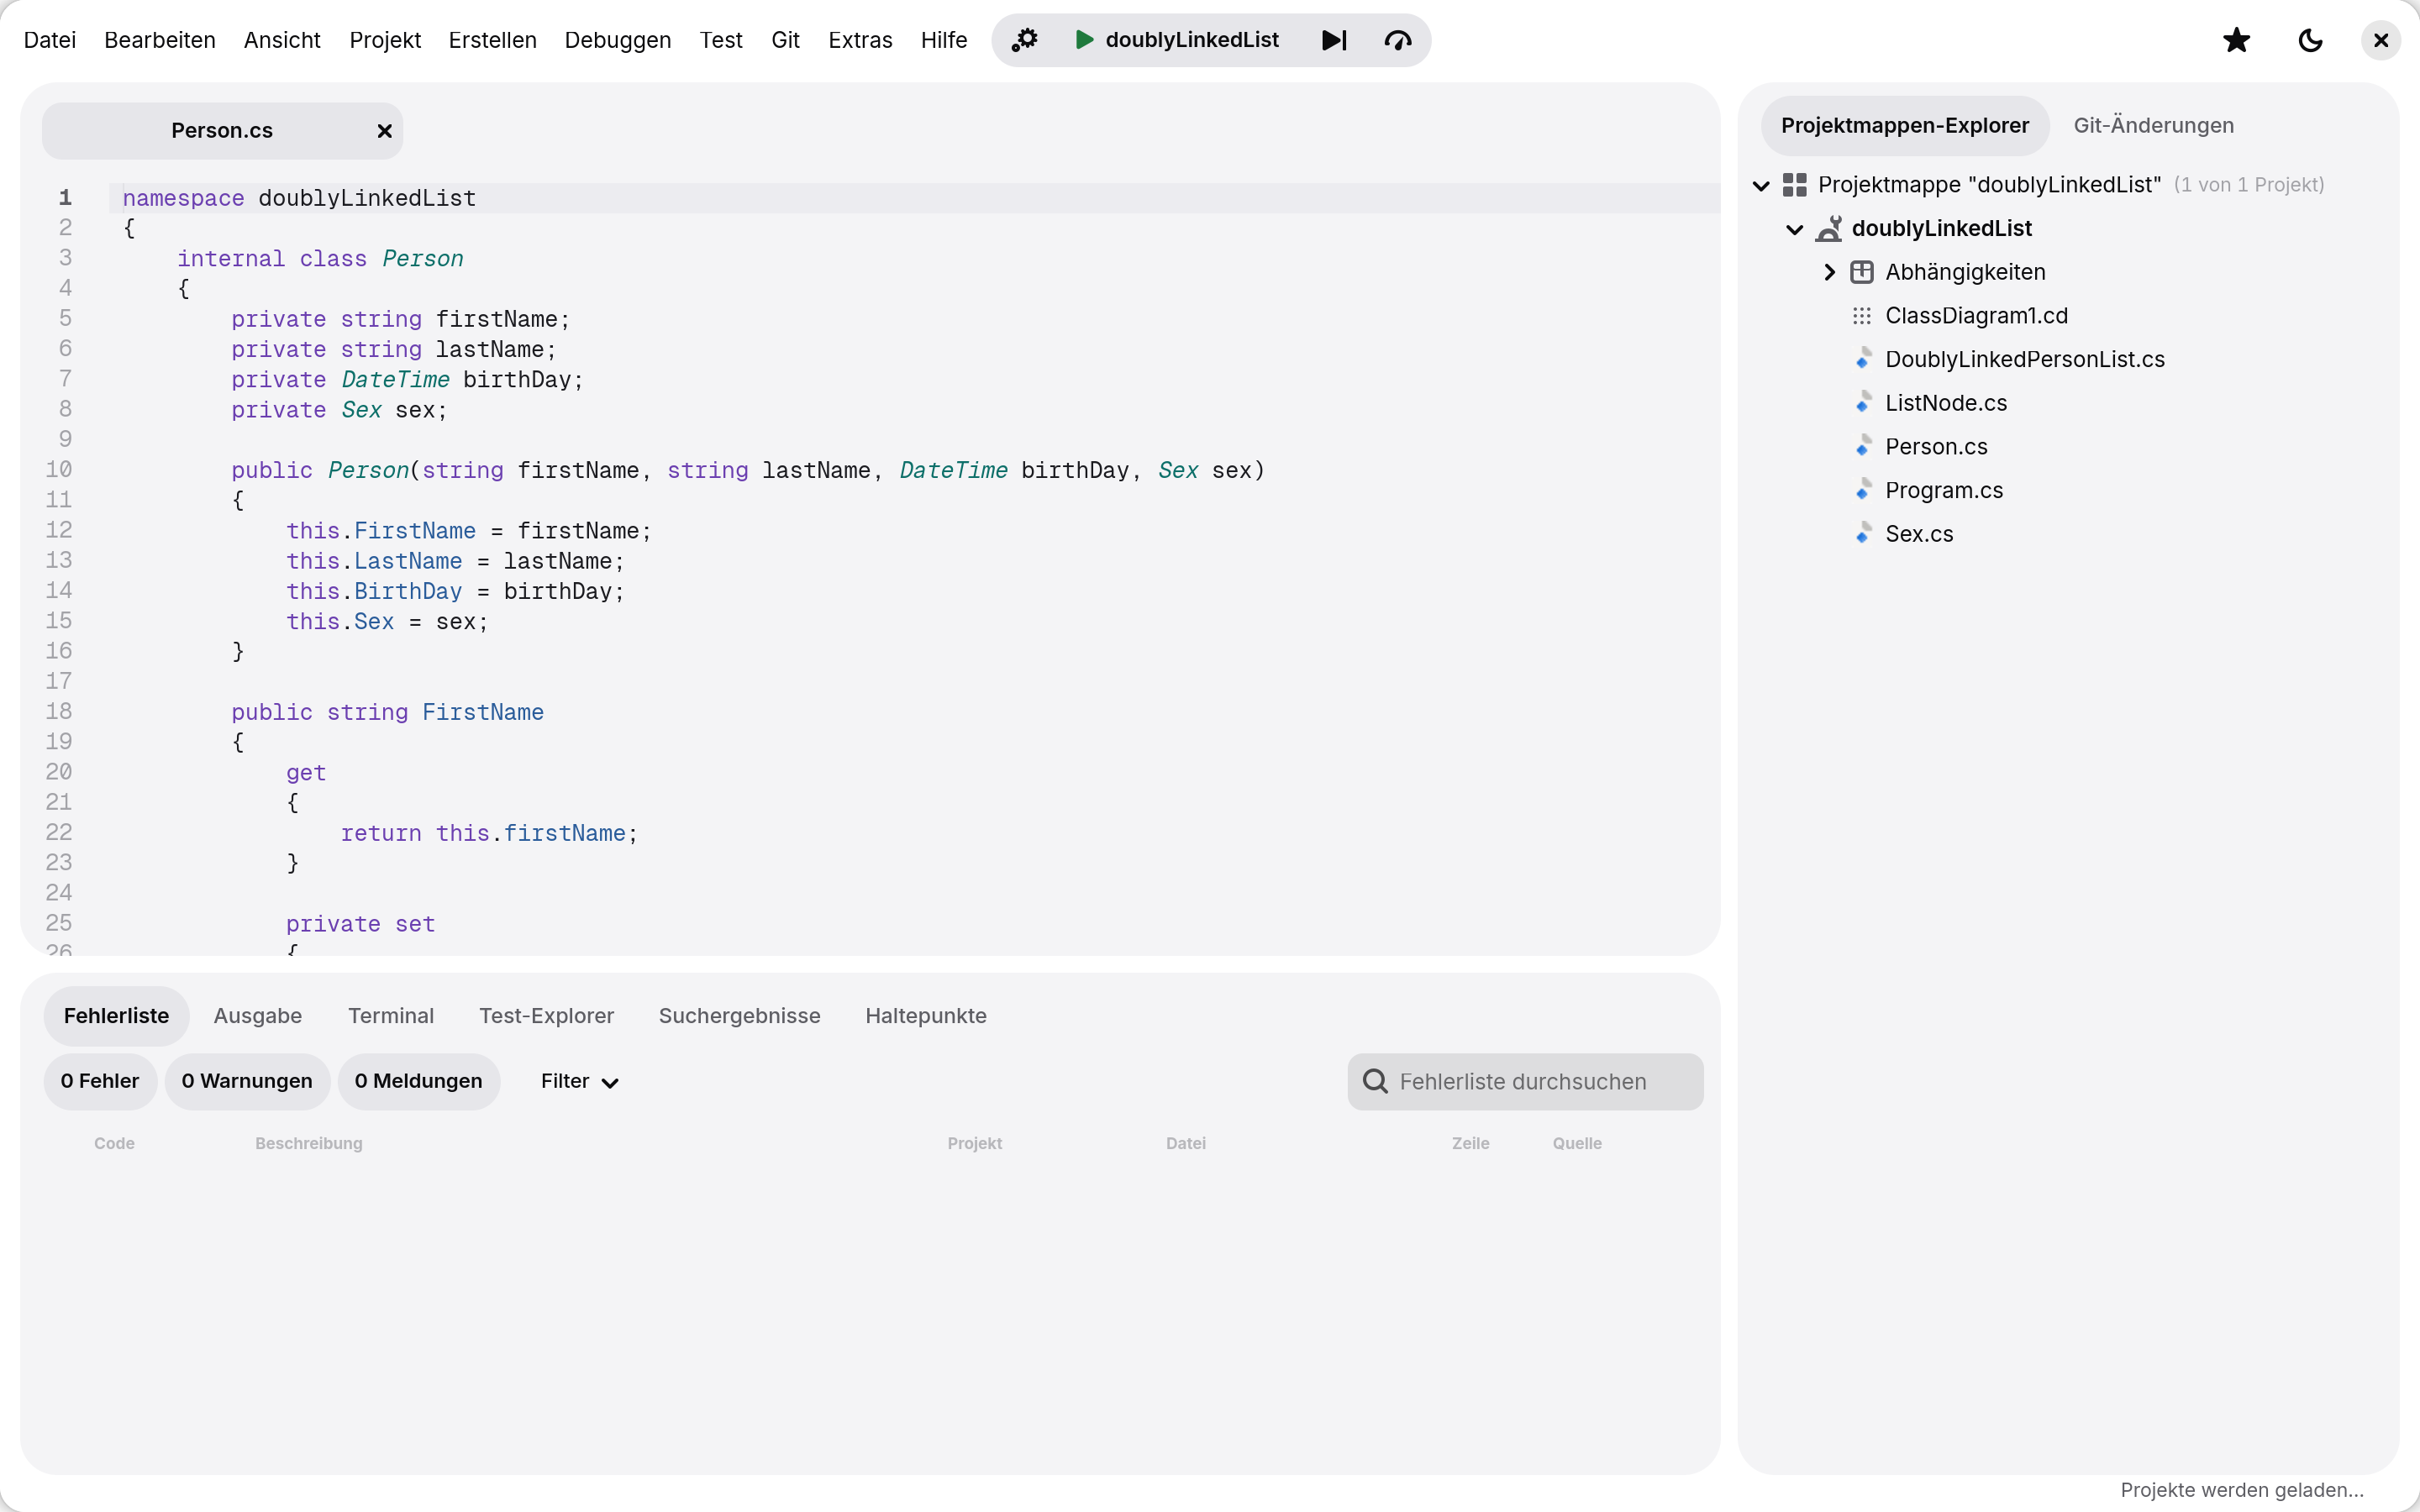 Datei Bearbeiten Ansicht Projekt Erstellen Debuggen Test Git Extras Hilfe doublyLinkedList
Person.cs
1 namespace doublyLinkedList
2 {
3     internal class Person
4     {
5         private string firstName;
6         private string lastName;
7         private DateTime birthDay;
8         private Sex sex;
9
10         public Person(string firstName, string lastName, DateTime birthDay, Sex sex)
11         {
12             this.FirstName = firstName;
13             this.LastName = lastName;
14             this.BirthDay = birthDay;
15             this.Sex = sex;
16         }
17
18         public string FirstName
19         {
20             get
21             {
22                 return this.firstName;
23             }
24
25             private set
26             {
Fehlerliste Ausgabe Terminal Test-Explorer Suchergebnisse Haltepunkte
0 Fehler 0 Warnungen 0 Meldungen Filter Fehlerliste durchsuchen
Code Beschreibung Projekt Datei Zeile Quelle
Projektmappen-Explorer Git-Änderungen
Projektmappe "doublyLinkedList" (1 von 1 Projekt)
doublyLinkedList
Abhängigkeiten
ClassDiagram1.cd
DoublyLinkedPersonList.cs
ListNode.cs
Person.cs
Program.cs
Sex.cs
Projekte werden geladen...